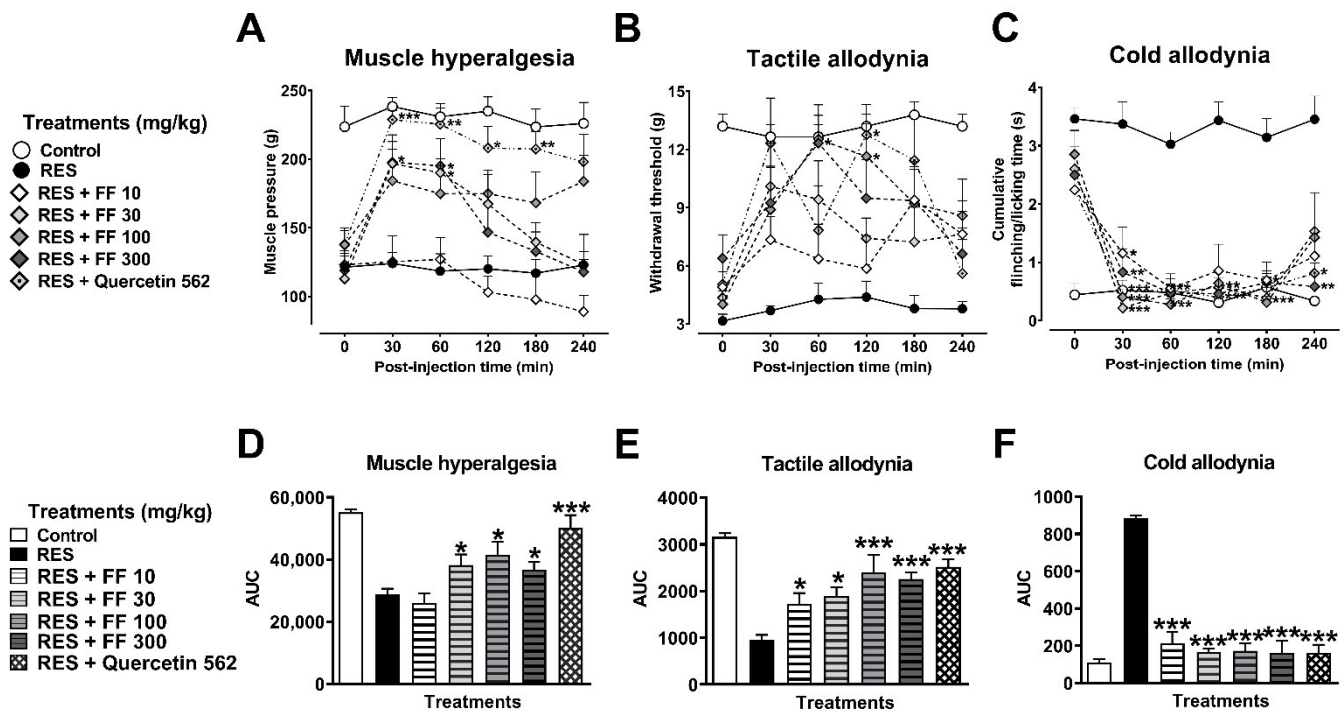 A
B
C
Muscle hyperalgesia
Tactile allodynia
Cold allodynia
Treatments (mg/kg)
Control
RES
RES + FF 10
RES + FF 30
RES + FF 100
RES + FF 300
RES + Quercetin 562
Muscle pressure (g)
250
200
150
100
0 30 60 120 180 240
Post-injection time (min)
*** ** * **
* * *
Withdrawal threshold (g)
15
12
9
6
3
0 30 60 120 180 240
Post-injection time (min)
* * *
Cumulative
flinching/licking time (s)
4
3
2
1
0
0 30 60 120 180 240
Post-injection time (min)
D
E
F
Muscle hyperalgesia
Tactile allodynia
Cold allodynia
Treatments (mg/kg)
Control
RES
RES + FF 10
RES + FF 30
RES + FF 100
RES + FF 300
RES + Quercetin 562
AUC
60,000
40,000
20,000
0
* * * ***
Treatments
AUC
4000
3000
2000
1000
0
* * *** *** ***
Treatments
AUC
1000
800
600
400
200
0
*** *** *** *** ***
Treatments